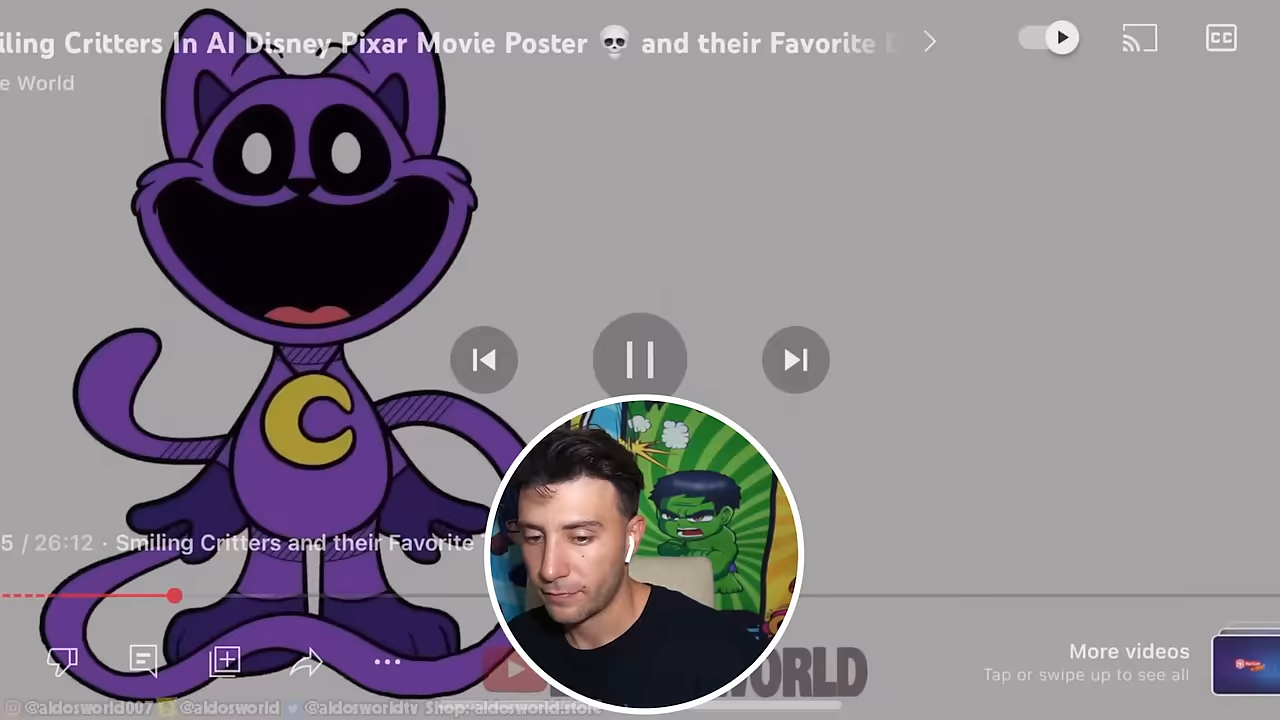 iling Critters In AI Disney Pixar Movie Poster 💀 and their Favorite
CC
e World
5 / 26:12 · Smiling Critters and their Favorite
More videos
Tap or swipe up to see all
WORLD
@aldosworld007 @aldosworld @aldosworldtv Shop: aldosworld.store